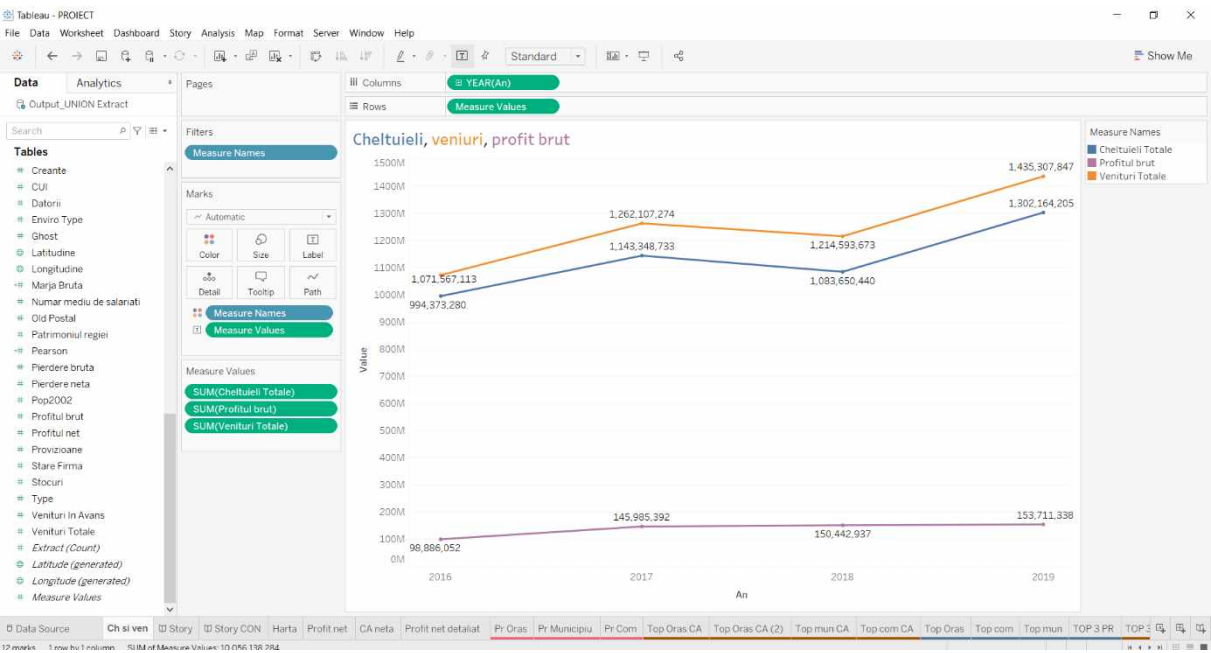 Tableau - PROIECT
File Data Worksheet Dashboard Story Analysis Map Format Server Window Help
Standard
Show Me
Data Analytics
Output_UNION Extract
Search
Tables
Creante
CUI
Datorii
Enviro Type
Ghost
Latitudine
Longitudine
Marja Bruta
Numar mediu de salariati
Old Postal
Patrimoniul regiei
Pearson
Pierdere bruta
Pierdere neta
Pop2002
Profitul brut
Profitul net
Provizioane
Stare Firma
Stocuri
Type
Venituri In Avans
Venituri Totale
Extract (Count)
Latitude (generated)
Longitude (generated)
Measure Values
Pages
Filters
Measure Names
Marks
Automatic
Color Size Label
Detail Tooltip Path
Measure Names
Measure Values
Measure Values
SUM(Cheltuieli Totale)
SUM(Profitul brut)
SUM(Venituri Totale)
Columns YEAR(An)
Rows Measure Values
Cheltuieli, veniuri, profit brut
1500M
1400M
1300M
1200M
1100M
1000M
900M
800M
700M
600M
500M
400M
300M
200M
100M
0M
Value
1,071,567,113
1,262,107,274
1,214,593,673
1,435,307,847
994,373,280
1,143,348,733
1,083,650,440
1,302,164,205
98,886,052
145,985,392
150,442,937
153,711,338
2016 2017 2018 2019
An
Measure Names
Cheltuieli Totale
Profitul brut
Venituri Totale
Data Source Ch si ven Story Story CON Harta Profit net CA neta Profit net detaliat Pr Oras Pr Municipiu Pr Com Top Oras CA Top Oras CA (2) Top mun CA Top com CA Top Oras Top com Top mun TOP 3 PR TOP
12 marks 1 row by 1 column SUM of Measure Values: 10,056,138,284